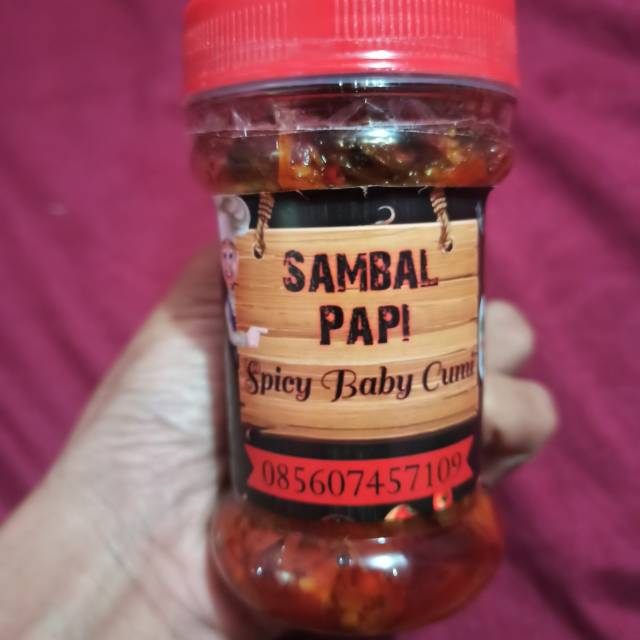 SAMBAL
PAPI
Spicy Baby Cumi
085607457109